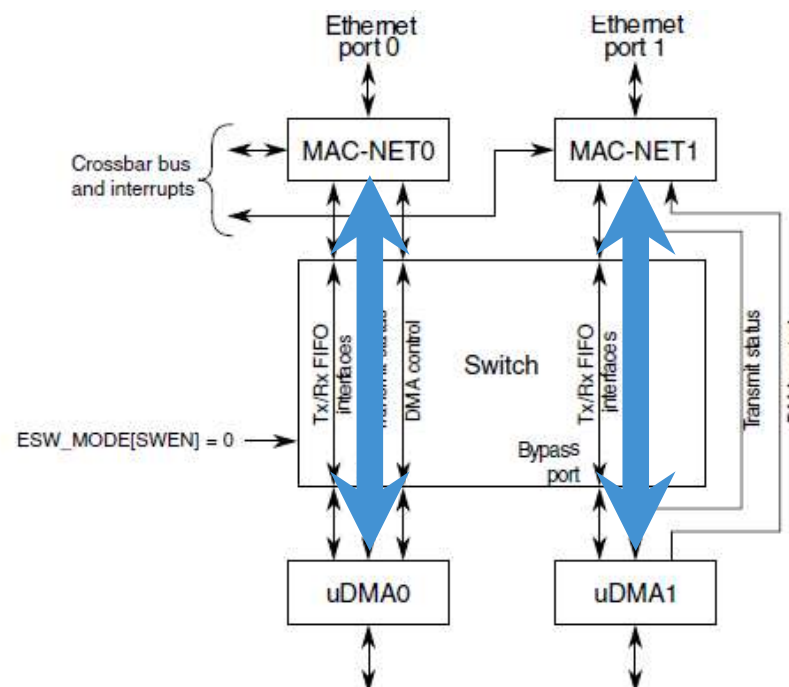 Ethernet
port 0
Ethernet
port 1
MAC-NET0
MAC-NET1
Crossbar bus
and interrupts
Tx/Rx FIFO
interfaces
DMA control
Switch
Tx/Rx FIFO
interfaces
Transmit status
ESW_MODE[SWEN] = 0
Bypass
port
uDMA0
uDMA1